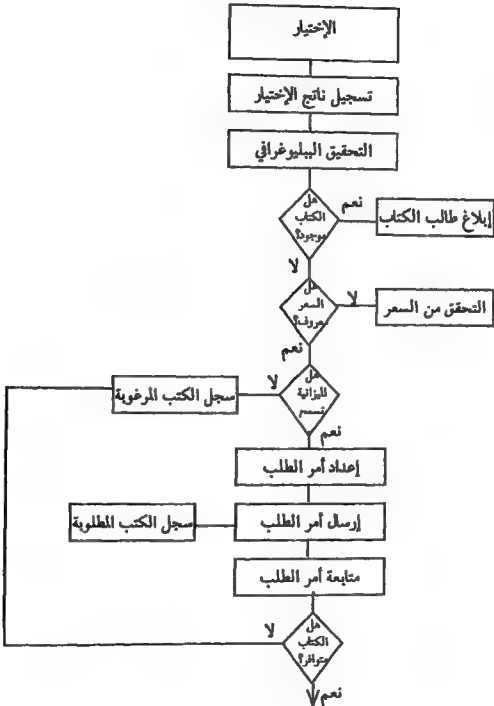 الإختيار
تسجيل ناتج الإختيار
التحقيق الببليوغرافي
هل
الكتاب
موجود؟
نعم
إبلاغ طالب الكتاب
لا
هل
السعر
معروف؟
لا
التحقق من السعر
نعم
هل
الميزانية
تسمح
لا
سجل الكتب المرغوبة
نعم
إعداد أمر الطلب
إرسال أمر الطلب
سجل الكتب المطلوبة
متابعة أمر الطلب
هل
الكتاب
متوافر؟
لا
نعم